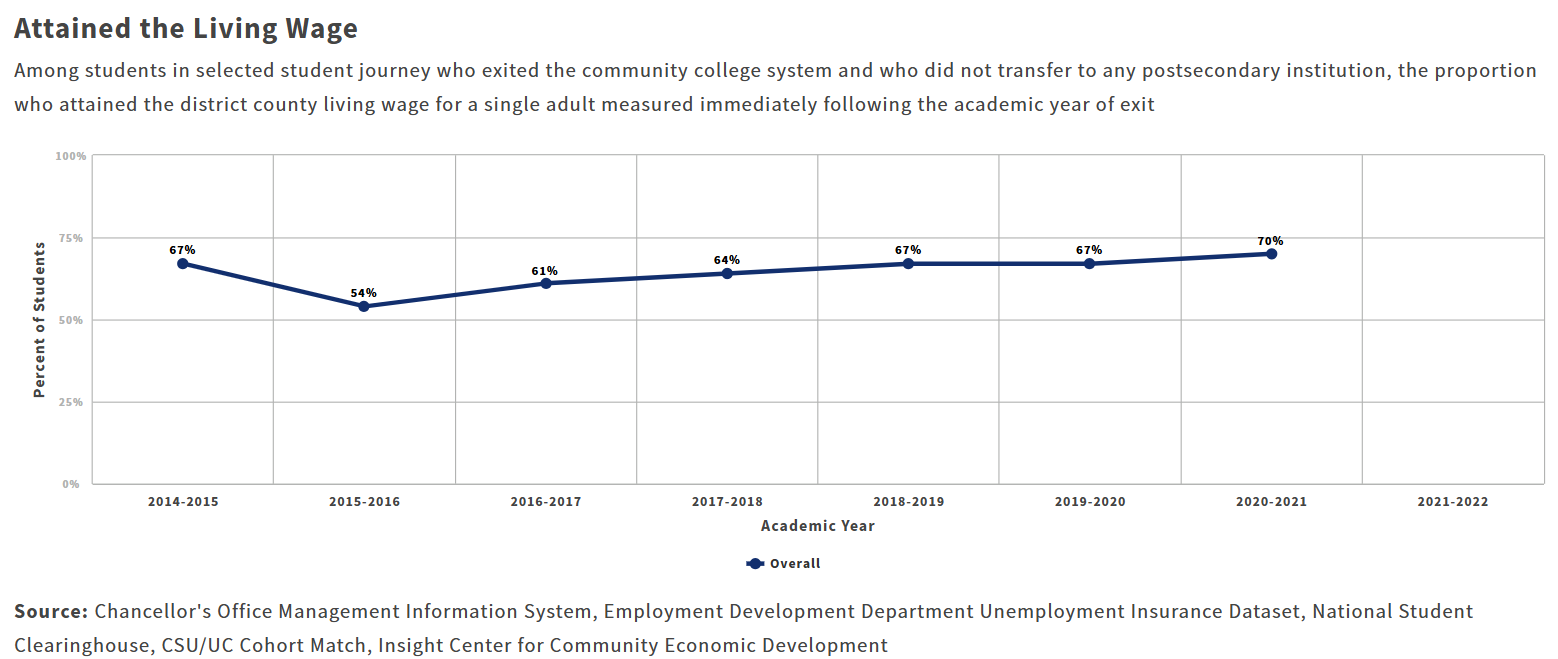 Attained the Living Wage
Among students in selected student journey who exited the community college system and who did not transfer to any postsecondary institution, the proportion
who attained the district county living wage for a single adult measured immediately following the academic year of exit
100%
75%
50%
25%
0%
Percent of Students
67%
54%
61%
64%
67%
67%
70%
2014-2015
2015-2016
2016-2017
2017-2018
2018-2019
2019-2020
2020-2021
2021-2022
Academic Year
Overall
Source: Chancellor's Office Management Information System, Employment Development Department Unemployment Insurance Dataset, National Student
Clearinghouse, CSU/UC Cohort Match, Insight Center for Community Economic Development